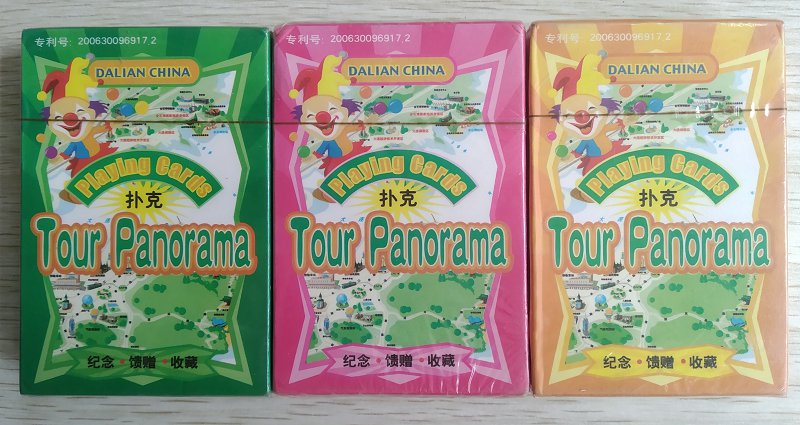 专利号: 200630096917.2
DALIAN CHINA
Playing Cards
扑克
Tour Panorama
纪念·馈赠·收藏
专利号: 200630096917.2
DALIAN CHINA
Playing Cards
扑克
Tour Panorama
纪念·馈赠·收藏
专利号: 200630096917.2
DALIAN CHINA
Playing Cards
扑克
Tour Panorama
纪念·馈赠·收藏